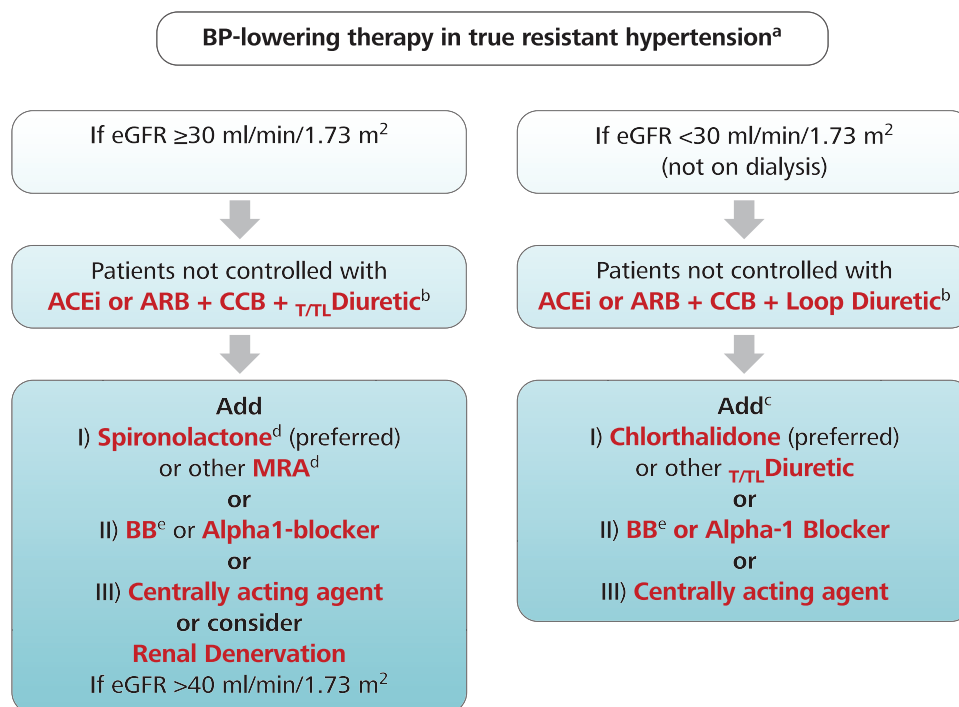 BP-lowering therapy in true resistant hypertensionᵃ
If eGFR ≥30 ml/min/1.73 m²
Patients not controlled with
ACEi or ARB + CCB + T/TLDiureticᵇ
Add
I) Spironolactoneᵈ (preferred)
or other MRAᵈ
or
II) BBᵉ or Alpha1-blocker
or
III) Centrally acting agent
or consider
Renal Denervation
If eGFR >40 ml/min/1.73 m²
If eGFR <30 ml/min/1.73 m²
(not on dialysis)
Patients not controlled with
ACEi or ARB + CCB + Loop Diureticᵇ
Addᶜ
I) Chlorthalidone (preferred)
or other T/TLDiuretic
or
II) BBᵉ or Alpha-1 Blocker
or
III) Centrally acting agent